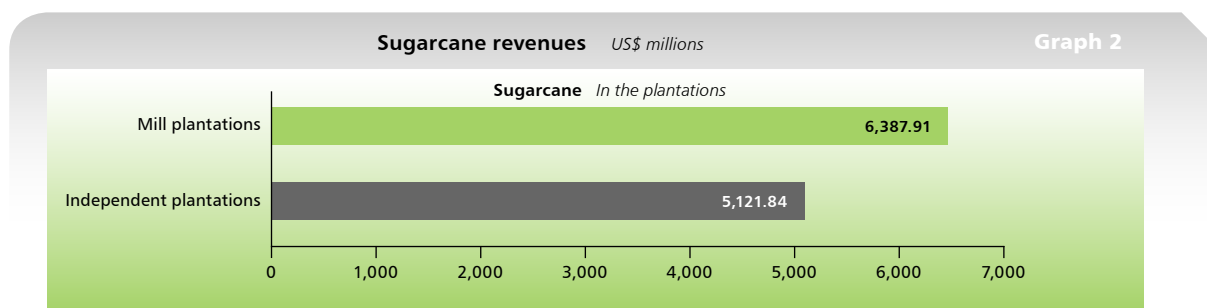 Sugarcane revenues US$ millions
Graph 2
Sugarcane In the plantations
Mill plantations
6,387.91
Independent plantations
5,121.84
0 1,000 2,000 3,000 4,000 5,000 6,000 7,000